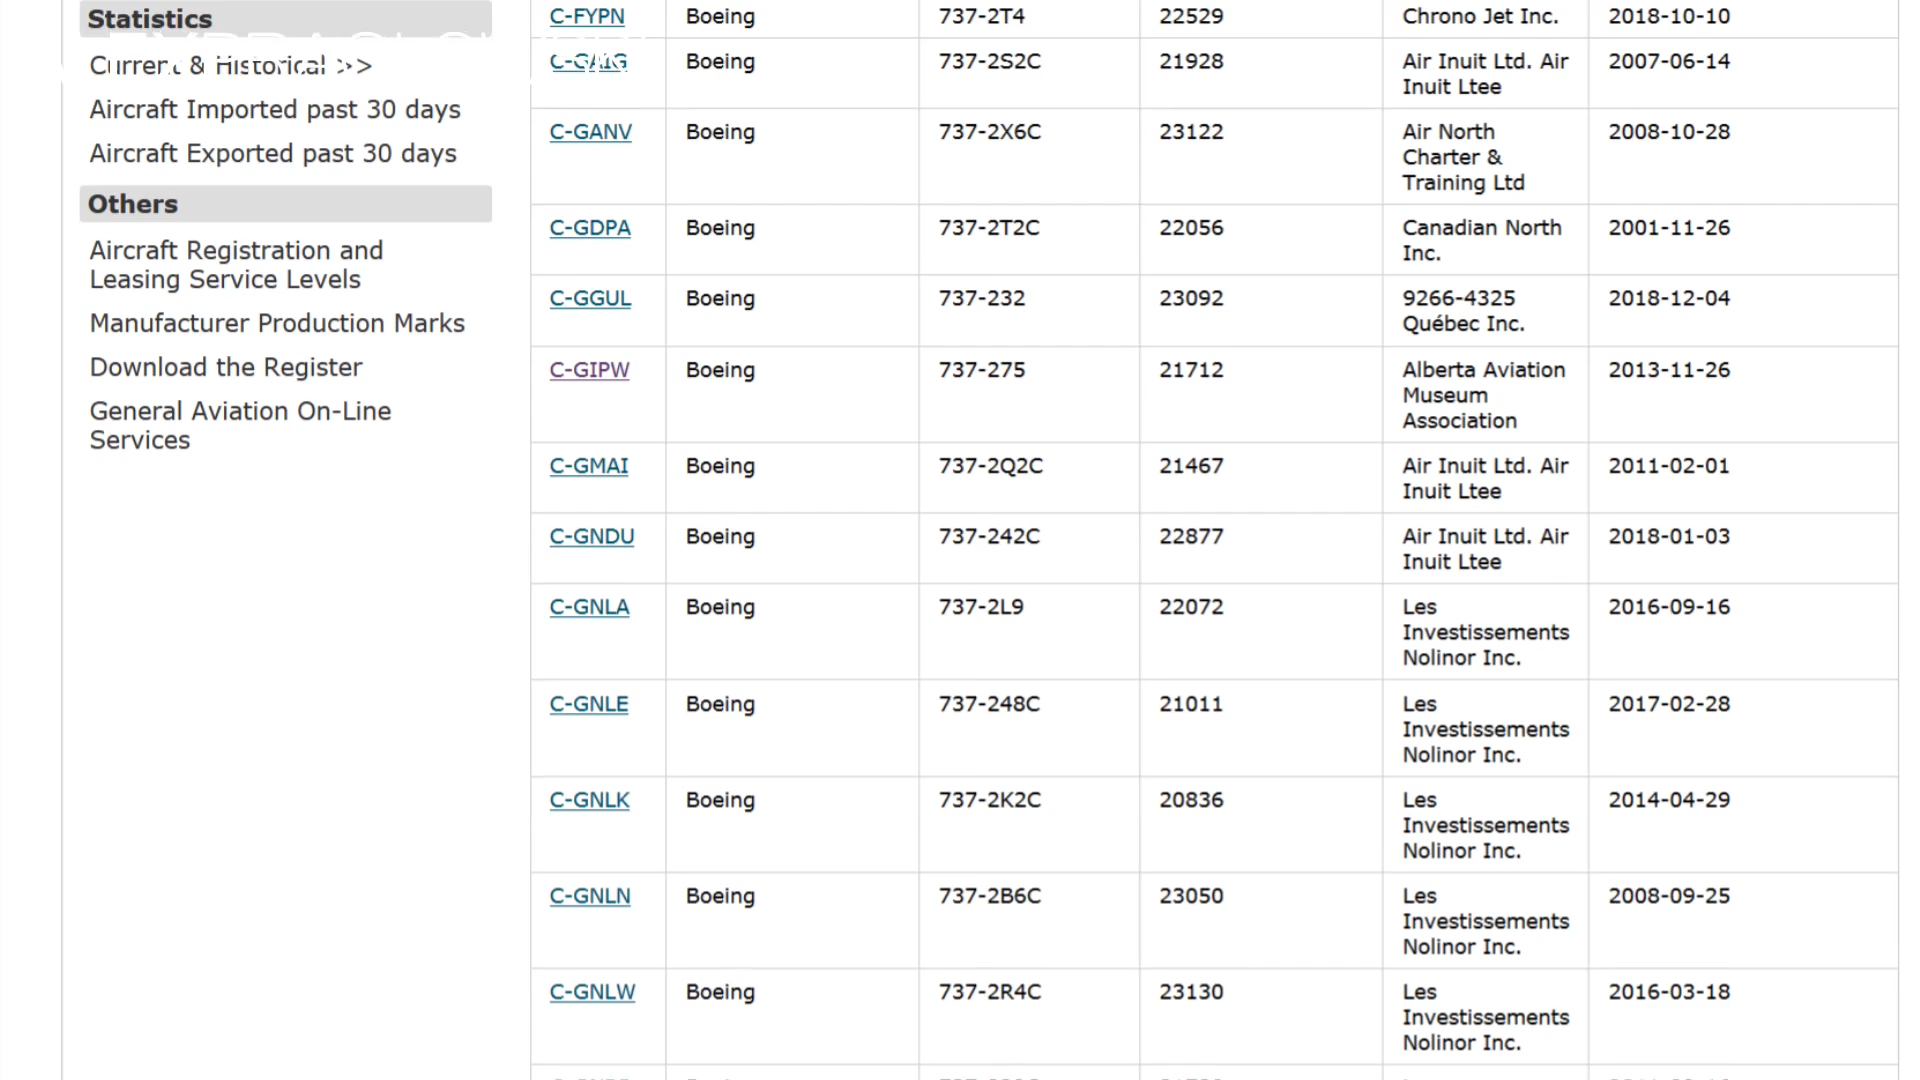 Statistics
Current & Historical >>
Aircraft Imported past 30 days
Aircraft Exported past 30 days
Others
Aircraft Registration and
Leasing Service Levels
Manufacturer Production Marks
Download the Register
General Aviation On-Line
Services
C-FYPN Boeing 737-2T4 22529 Chrono Jet Inc. 2018-10-10
C-GAIG Boeing 737-2S2C 21928 Air Inuit Ltd. Air 2007-06-14
Inuit Ltee
C-GANV Boeing 737-2X6C 23122 Air North 2008-10-28
Charter &
Training Ltd
C-GDPA Boeing 737-2T2C 22056 Canadian North 2001-11-26
Inc.
C-GGUL Boeing 737-232 23092 9266-4325 2018-12-04
Québec Inc.
C-GIPW Boeing 737-275 21712 Alberta Aviation 2013-11-26
Museum
Association
C-GMAI Boeing 737-2Q2C 21467 Air Inuit Ltd. Air 2011-02-01
Inuit Ltee
C-GNDU Boeing 737-242C 22877 Air Inuit Ltd. Air 2018-01-03
Inuit Ltee
C-GNLA Boeing 737-2L9 22072 Les 2016-09-16
Investissements
Nolinor Inc.
C-GNLE Boeing 737-248C 21011 Les 2017-02-28
Investissements
Nolinor Inc.
C-GNLK Boeing 737-2K2C 20836 Les 2014-04-29
Investissements
Nolinor Inc.
C-GNLN Boeing 737-2B6C 23050 Les 2008-09-25
Investissements
Nolinor Inc.
C-GNLW Boeing 737-2R4C 23130 Les 2016-03-18
Investissements
Nolinor Inc.